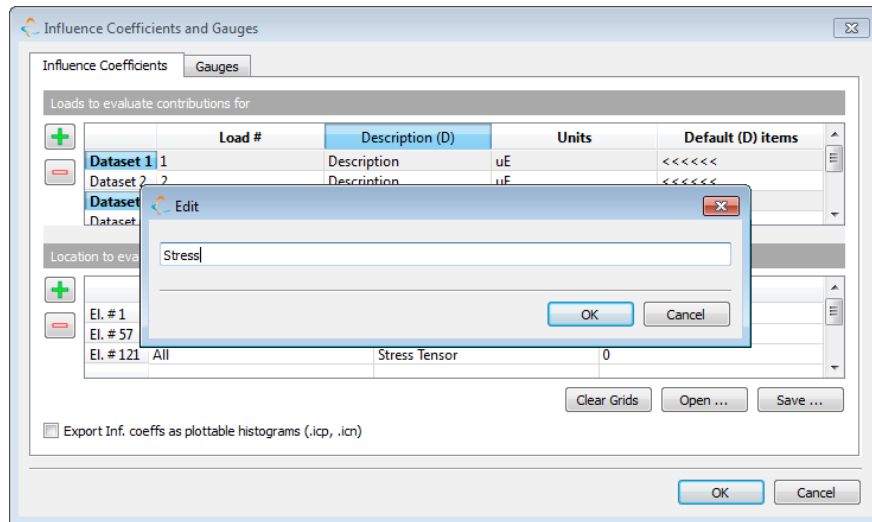 Influence Coefficients and Gauges
Influence Coefficients Gauges
Loads to evaluate contributions for
Load # Description (D) Units Default (D) items
Dataset 1 1 Description uE <<<<<<
Dataset 2 2 Description uE <<<<<<
Dataset
Dataset
Edit
Stress
OK Cancel
Location to eva
El. # 1
El. # 57
El. # 121 All Stress Tensor 0
Clear Grids Open ... Save ...
Export Inf. coeffs as plottable histograms (.icp, .icn)
OK Cancel